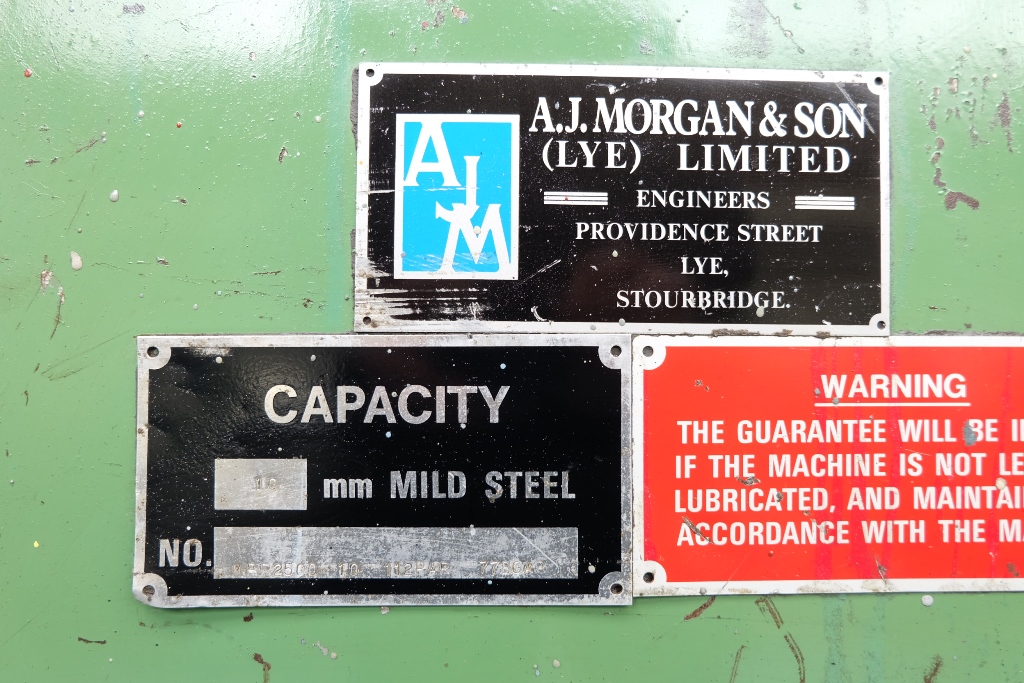 AJM
A.J. MORGAN & SON
(LYE) LIMITED
ENGINEERS
PROVIDENCE STREET
LYE,
STOURBRIDGE.
CAPACITY
mm MILD STEEL
NO.
WARNING
THE GUARANTEE WILL BE
IF THE MACHINE IS NOT
LUBRICATED, AND
ACCORDANCE WITH THE